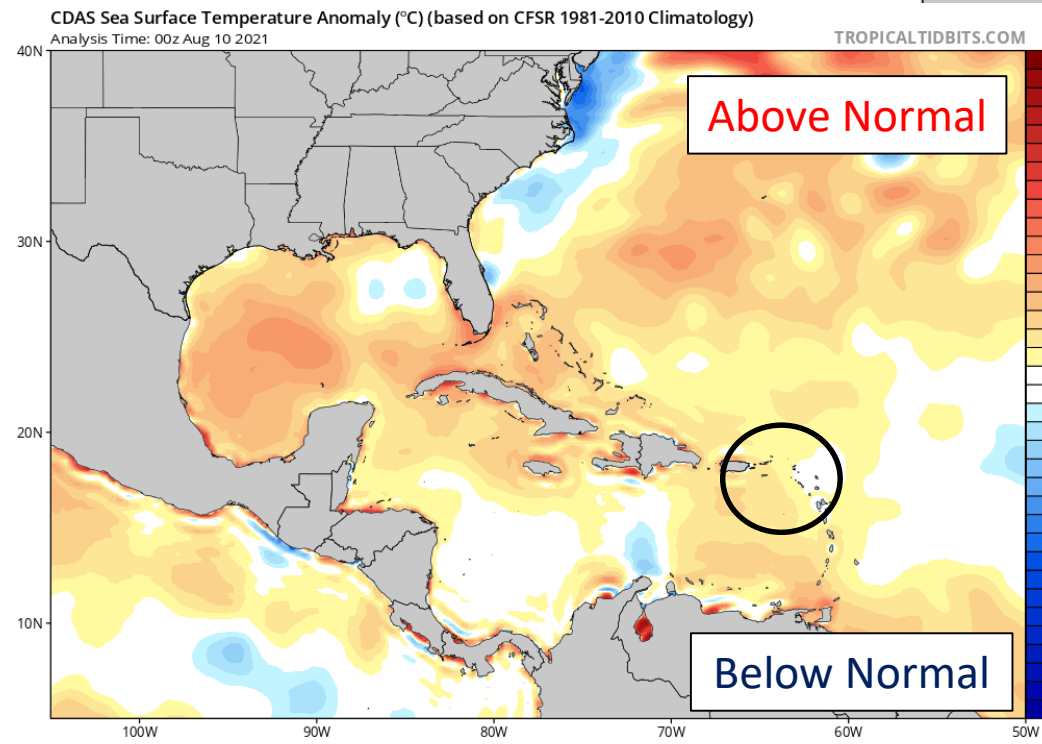 CDAS Sea Surface Temperature Anomaly (°C) (based on CFSR 1981-2010 Climatology)
Analysis Time: 00z Aug 10 2021
TROPICALTIDBITS.COM
40N
Above Normal
30N
20N
10N
Below Normal
100W
90W
80W
70W
60W
50W